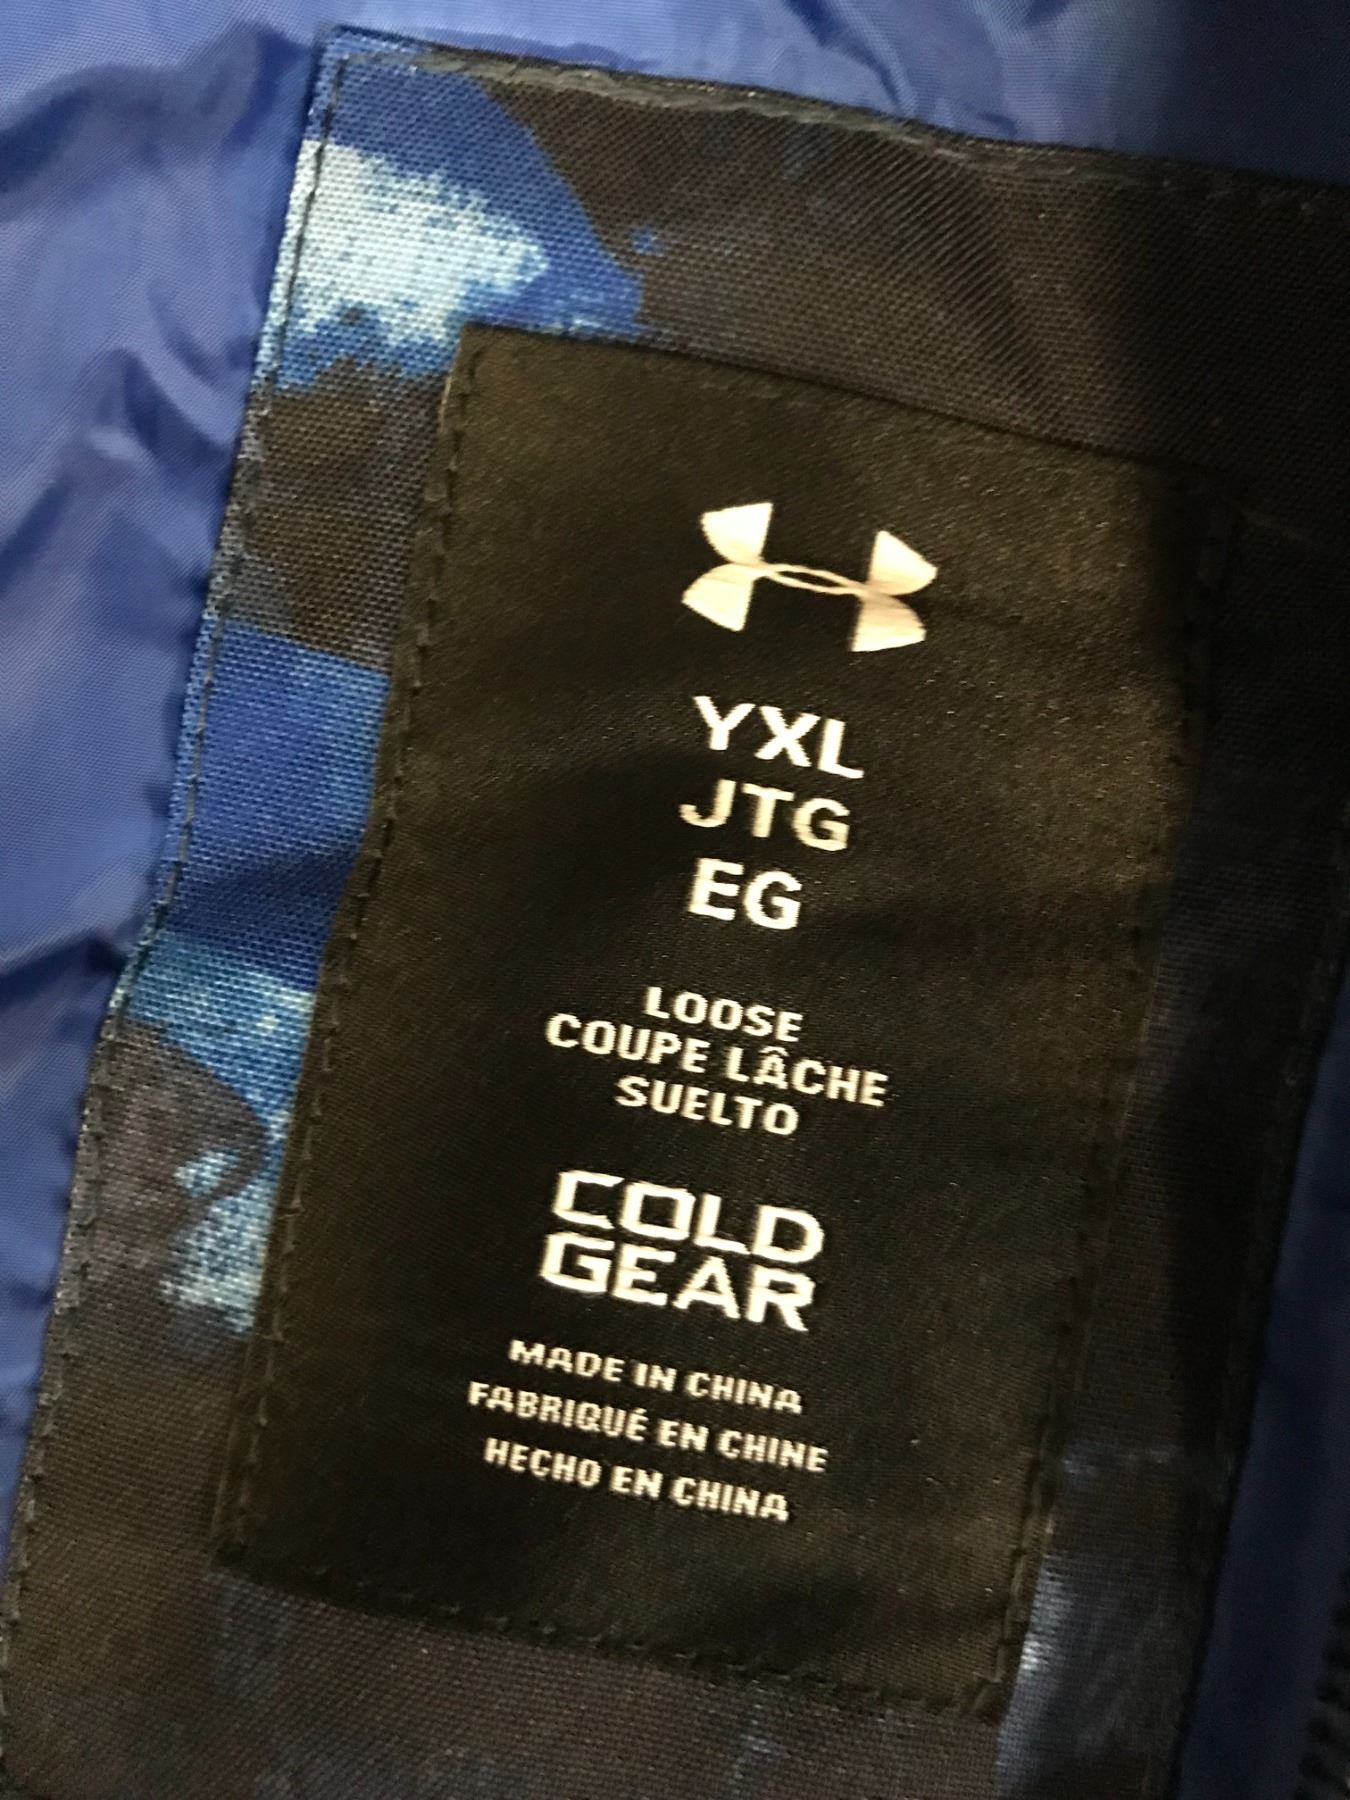 YXL
JTG
EG
LOOSE
COUPE LÂCHE
SUELTO
COLD
GEAR
MADE IN CHINA
FABRIQUÉ EN CHINE
HECHO EN CHINA